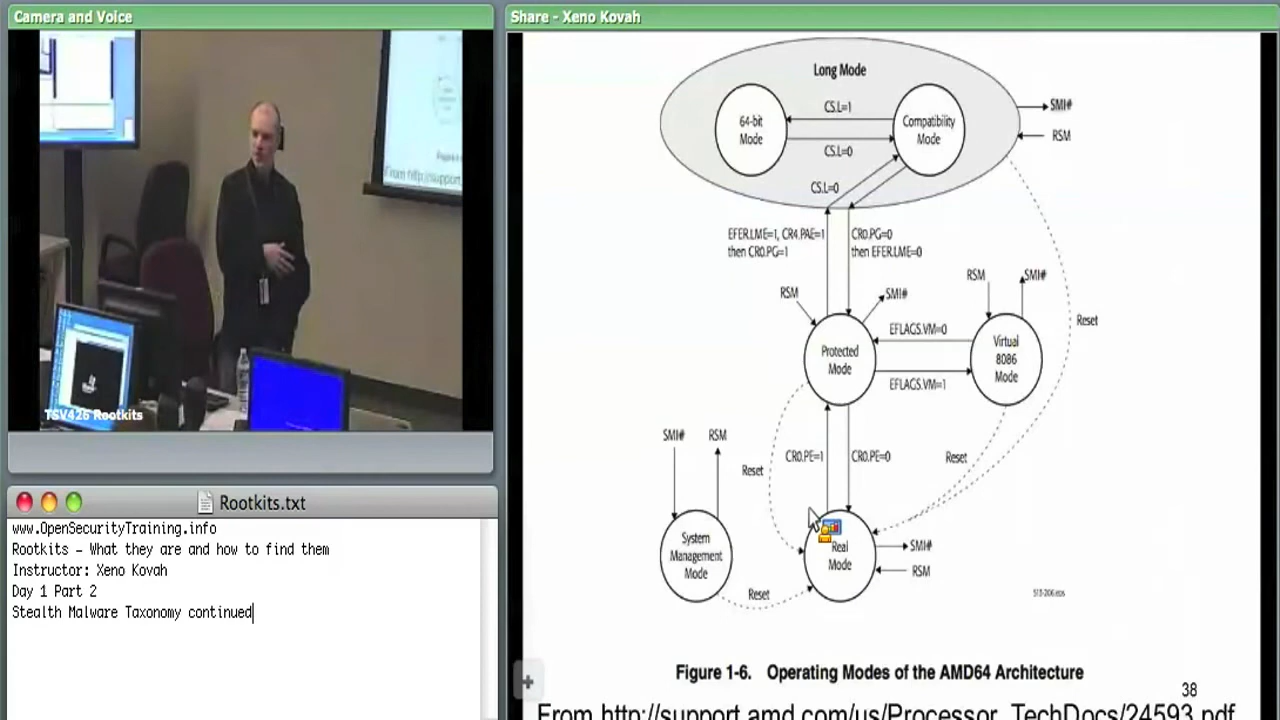 Camera and Voice
TSV426 Rootkits
Rootkits.txt
www.OpenSecurityTraining.info
Rootkits - What they are and how to find them
Instructor: Xeno Kovah
Day 1 Part 2
Stealth Malware Taxonomy continued
Share - Xeno Kovah
Long Mode
64-bit
Mode
CS.L=1
CS.L=0
Compatibility
Mode
SMI#
RSM
CS.L=0
EFER.LME=1, CR4.PAE=1
then CR0.PG=1
CR0.PG=0
then EFER.LME=0
RSM
SMI#
RSM
SMI#
Reset
Protected
Mode
EFLAGS.VM=0
EFLAGS.VM=1
Virtual
8086
Mode
SMI#
RSM
Reset
CR0.PE=1
CR0.PE=0
Reset
System
Management
Mode
Reset
Real
Mode
SMI#
RSM
513-206.eps
Figure 1-6. Operating Modes of the AMD64 Architecture
38
From http://support.amd.com/us/Processor_TechDocs/24593.pdf